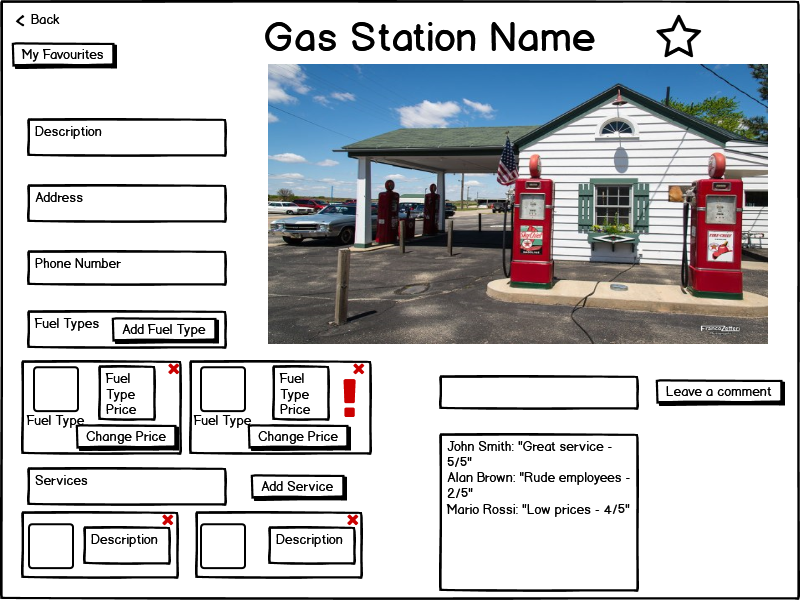 Back
Gas Station Name
My Favourites
Description
Address
Phone Number
Fuel Types
Add Fuel Type
Fuel
Type
Price
Fuel Type
Change Price
Fuel
Type
Price
Fuel Type
Change Price
Services
Add Service
Description
Description
Leave a comment
John Smith: "Great service -
5/5"
Alan Brown: "Rude employees -
2/5"
Mario Rossi: "Low prices - 4/5"